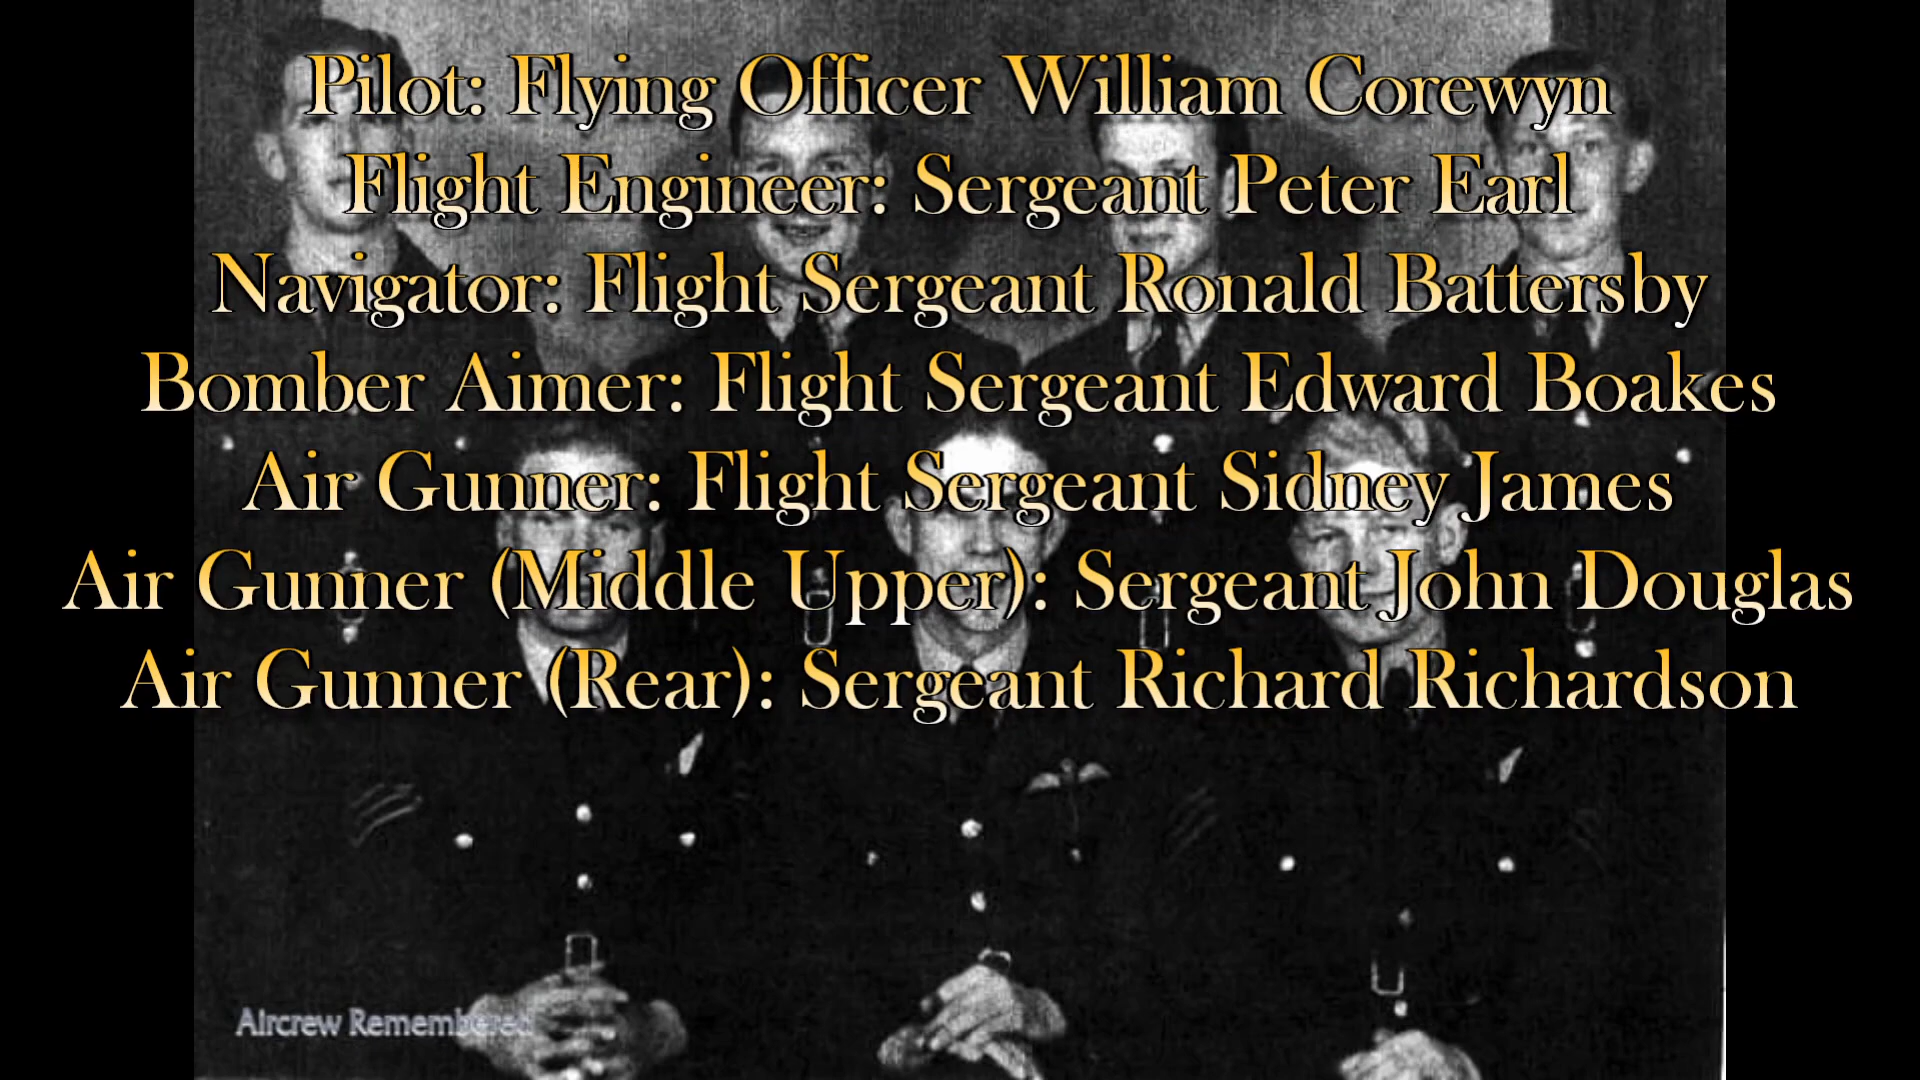 Pilot: Flying Officer William Corewyn
Flight Engineer: Sergeant Peter Earl
Navigator: Flight Sergeant Ronald Battersby
Bomber Aimer: Flight Sergeant Edward Boakes
Air Gunner: Flight Sergeant Sidney James
Air Gunner (Middle Upper): Sergeant John Douglas
Air Gunner (Rear): Sergeant Richard Richardson
Aircrew Remembered